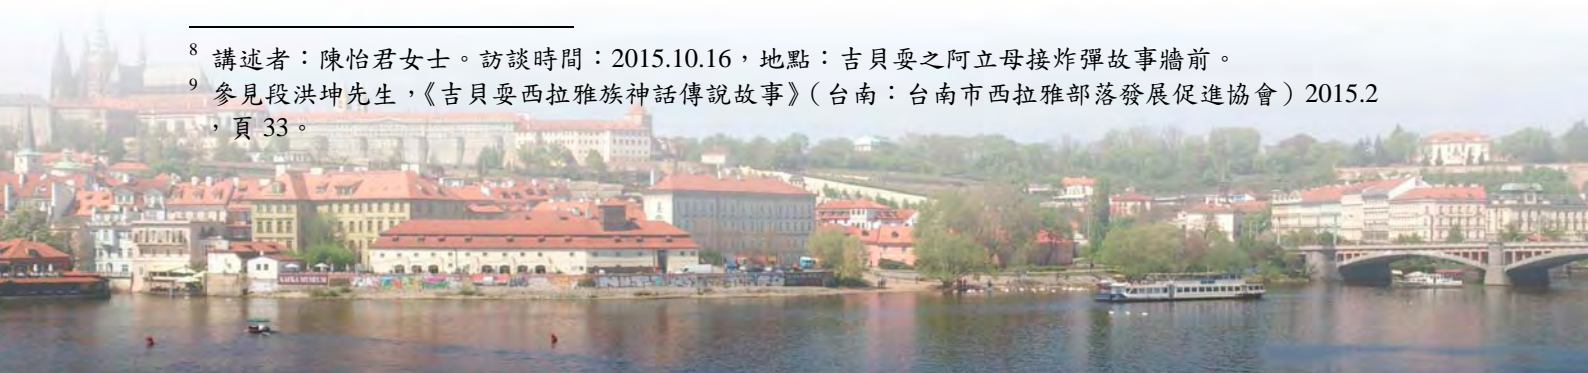 8 講述者：陳怡君女士。訪談時間：2015.10.16，地點：吉貝耍之阿立母接炸彈故事牆前。
9 參見段洪坤先生，《吉貝耍西拉雅族神話傳說故事》（台南：台南市西拉雅部落發展促進協會）2015.2
，頁 33。
KAFKA MUSEUM